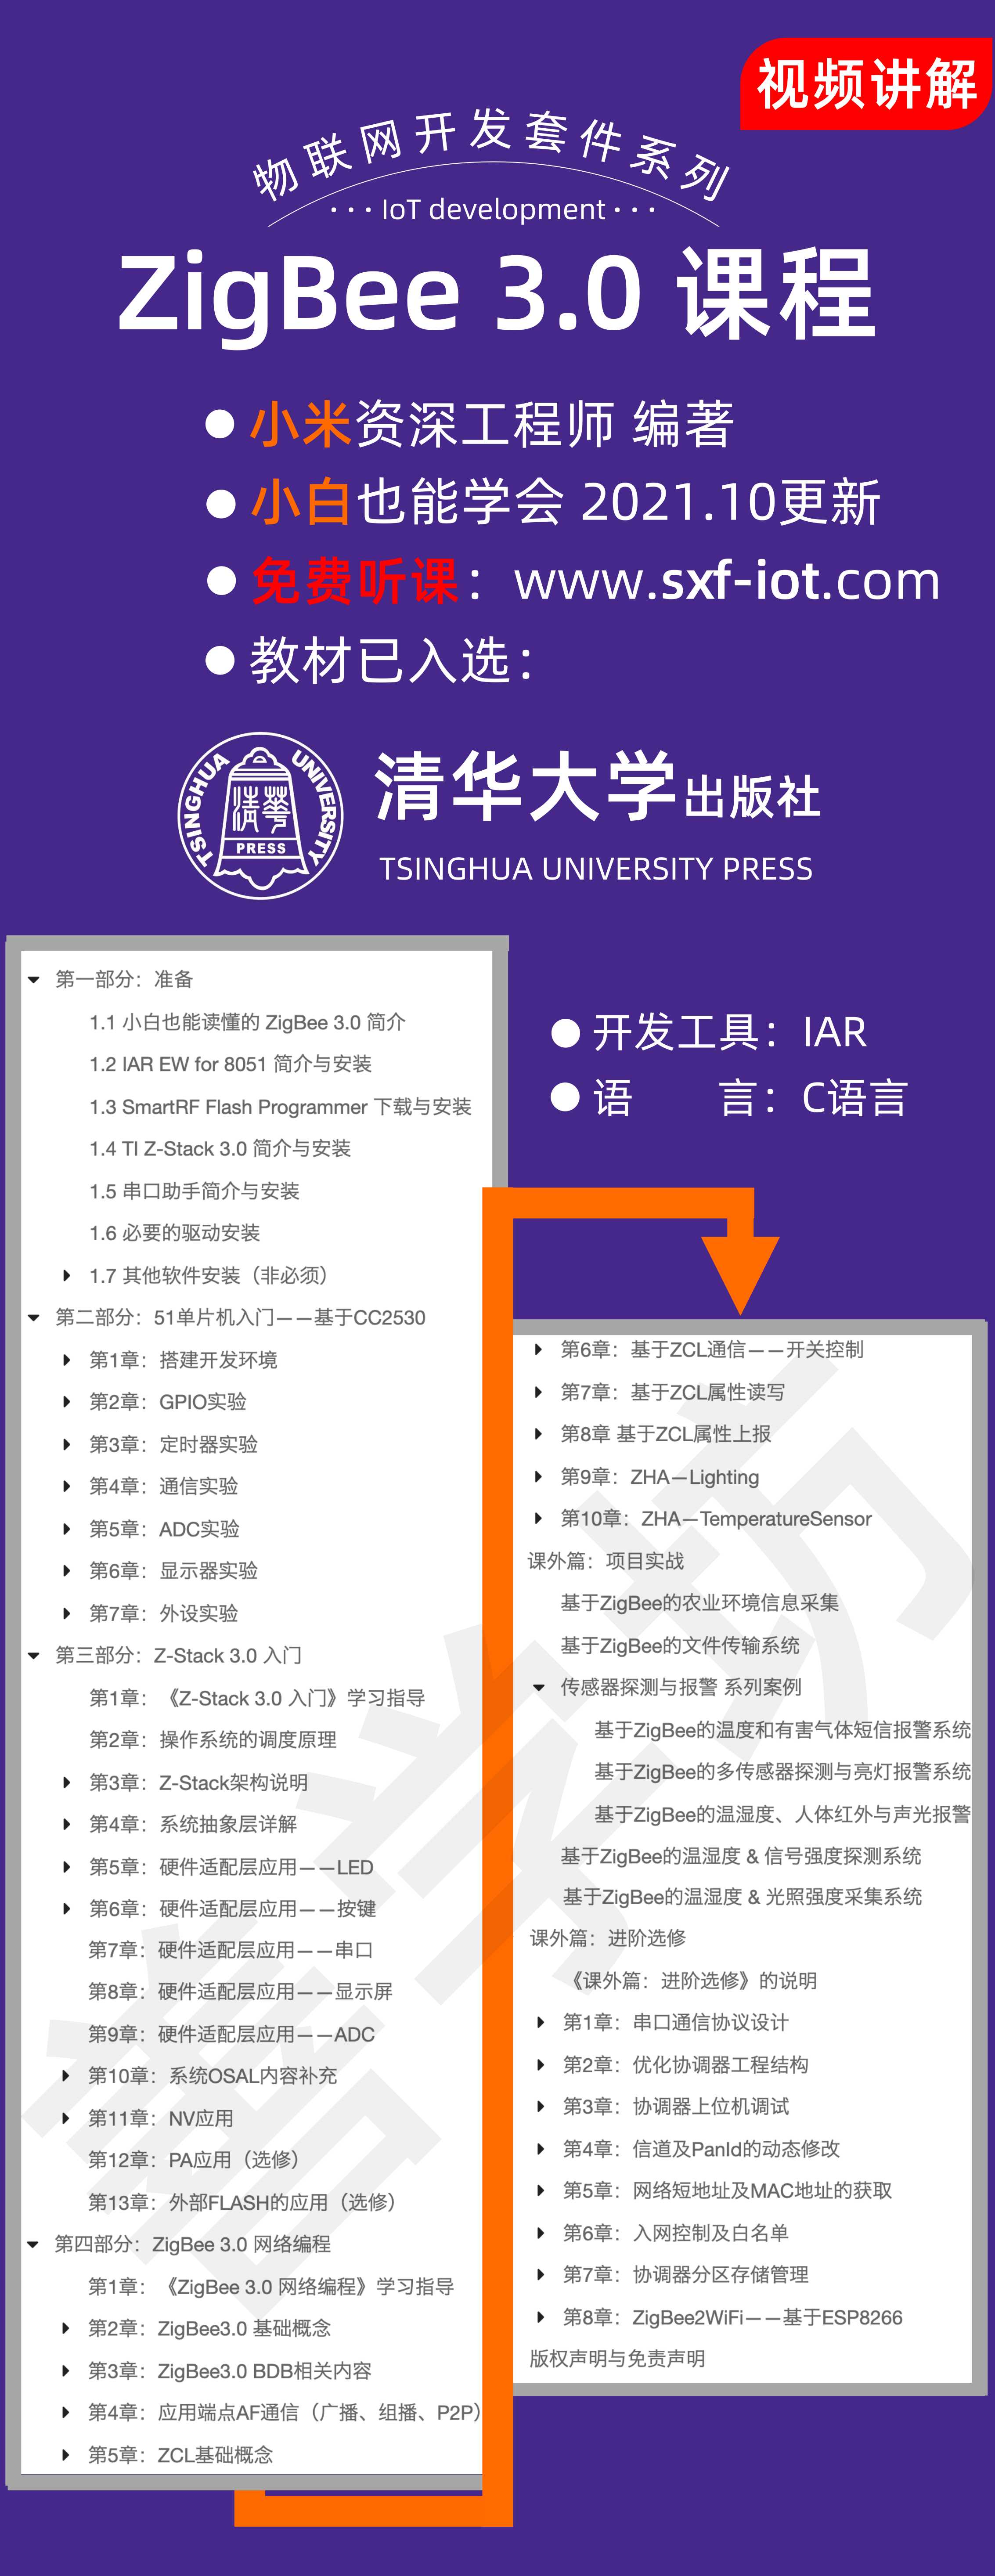 视频讲解
物联网开发套件系列
···IoT development···
ZigBee 3.0 课程
● 小米资深工程师 编著
● 小白也能学会 2021.10更新
● 免费听课：www.sxf-iot.com
● 教材已入选：
TSINGHUA UNIVERSITY
清華
PRESS
清华大学出版社
TSINGHUA UNIVERSITY PRESS
● 开发工具：IAR
● 语 言：C语言
第一部分：准备
1.1 小白也能读懂的 ZigBee 3.0 简介
1.2 IAR EW for 8051 简介与安装
1.3 SmartRF Flash Programmer 下载与安装
1.4 TI Z-Stack 3.0 简介与安装
1.5 串口助手简介与安装
1.6 必要的驱动安装
1.7 其他软件安装（非必须）
第二部分：51单片机入门——基于CC2530
第1章：搭建开发环境
第2章：GPIO实验
第3章：定时器实验
第4章：通信实验
第5章：ADC实验
第6章：显示器实验
第7章：外设实验
第三部分：Z-Stack 3.0 入门
第1章：《Z-Stack 3.0 入门》学习指导
第2章：操作系统的调度原理
第3章：Z-Stack架构说明
第4章：系统抽象层详解
第5章：硬件适配层应用——LED
第6章：硬件适配层应用——按键
第7章：硬件适配层应用——串口
第8章：硬件适配层应用——显示屏
第9章：硬件适配层应用——ADC
第10章：系统OSAL内容补充
第11章：NV应用
第12章：PA应用（选修）
第13章：外部FLASH的应用（选修）
第四部分：ZigBee 3.0 网络编程
第1章：《ZigBee 3.0 网络编程》学习指导
第2章：ZigBee3.0 基础概念
第3章：ZigBee3.0 BDB相关内容
第4章：应用端点AF通信（广播、组播、P2P）
第5章：ZCL基础概念
第6章：基于ZCL通信——开关控制
第7章：基于ZCL属性读写
第8章 基于ZCL属性上报
第9章：ZHA—Lighting
第10章：ZHA—TemperatureSensor
课外篇：项目实战
基于ZigBee的农业环境信息采集
基于ZigBee的文件传输系统
传感器探测与报警 系列案例
基于ZigBee的温度和有害气体短信报警系统
基于ZigBee的多传感器探测与亮灯报警系统
基于ZigBee的温湿度、人体红外与声光报警
基于ZigBee的温湿度 & 信号强度探测系统
基于ZigBee的温湿度 & 光照强度采集系统
课外篇：进阶选修
《课外篇：进阶选修》的说明
第1章：串口通信协议设计
第2章：优化协调器工程结构
第3章：协调器上位机调试
第4章：信道及PanId的动态修改
第5章：网络短地址及MAC地址的获取
第6章：入网控制及白名单
第7章：协调器分区存储管理
第8章：ZigBee2WiFi——基于ESP8266
版权声明与免责声明
善学坊